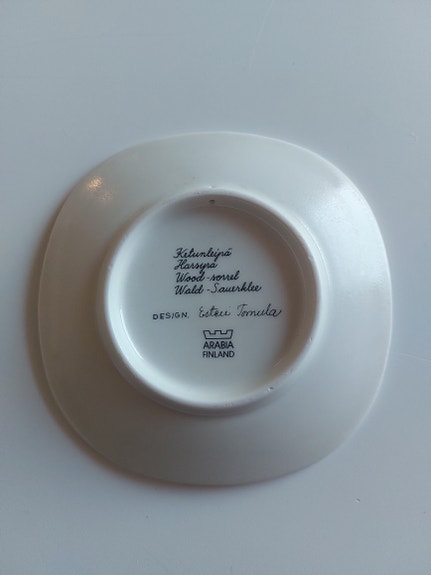 Ketunleipä
Harsyra
Wood-sorrel
Wald-Sauerklee
DESIGN. Esteri Tomula
ARABIA
FINLAND